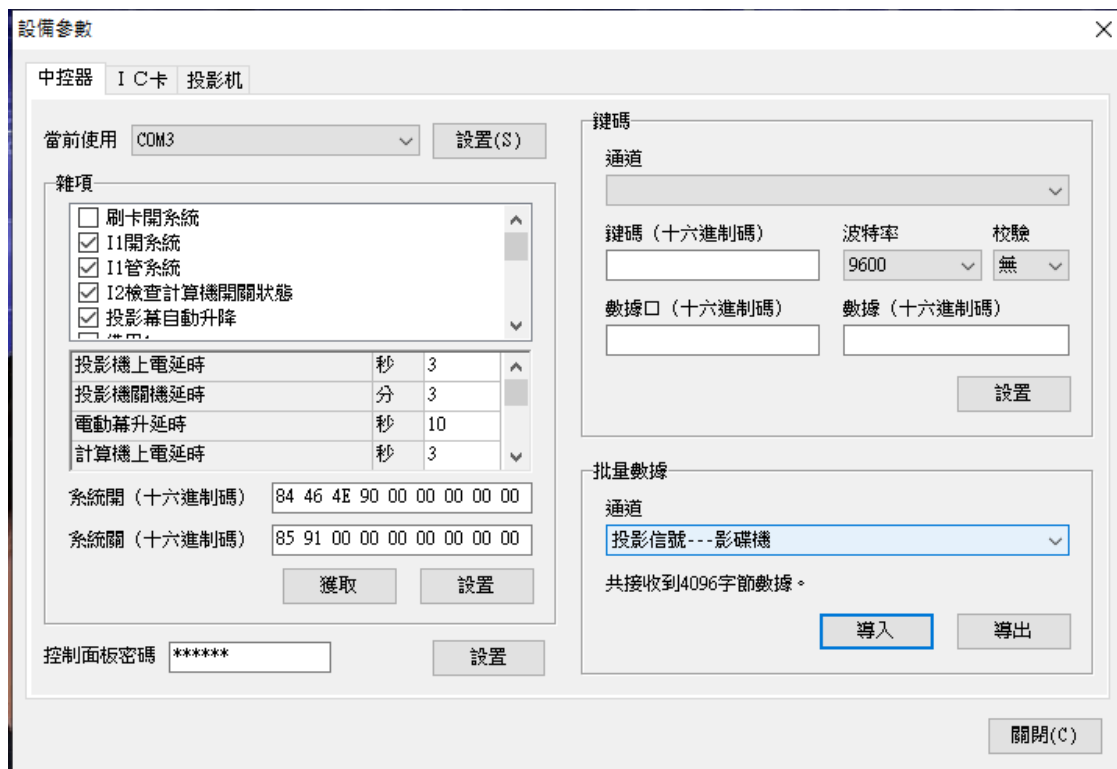 設備參數
中控器 ＩＣ卡 投影机
當前使用 COM3 設置(S)
雜項
刷卡開系統
I1開系統
I1管系統
I2檢查計算機開關狀態
投影幕自動升降
投影機上電延時 秒 3
投影機關機延時 分 3
電動幕升延時 秒 10
計算機上電延時 秒 3
系統開（十六進制碼） 84 46 4E 90 00 00 00 00 00
系統關（十六進制碼） 85 91 00 00 00 00 00 00 00
獲取 設置
控制面板密碼 ****** 設置
鍵碼
通道
鍵碼（十六進制碼） 波特率 校驗
9600 無
數據口（十六進制碼） 數據（十六進制碼）
設置
批量數據
通道
投影信號---影碟機
共接收到4096字節數據。
導入 導出
關閉(C)